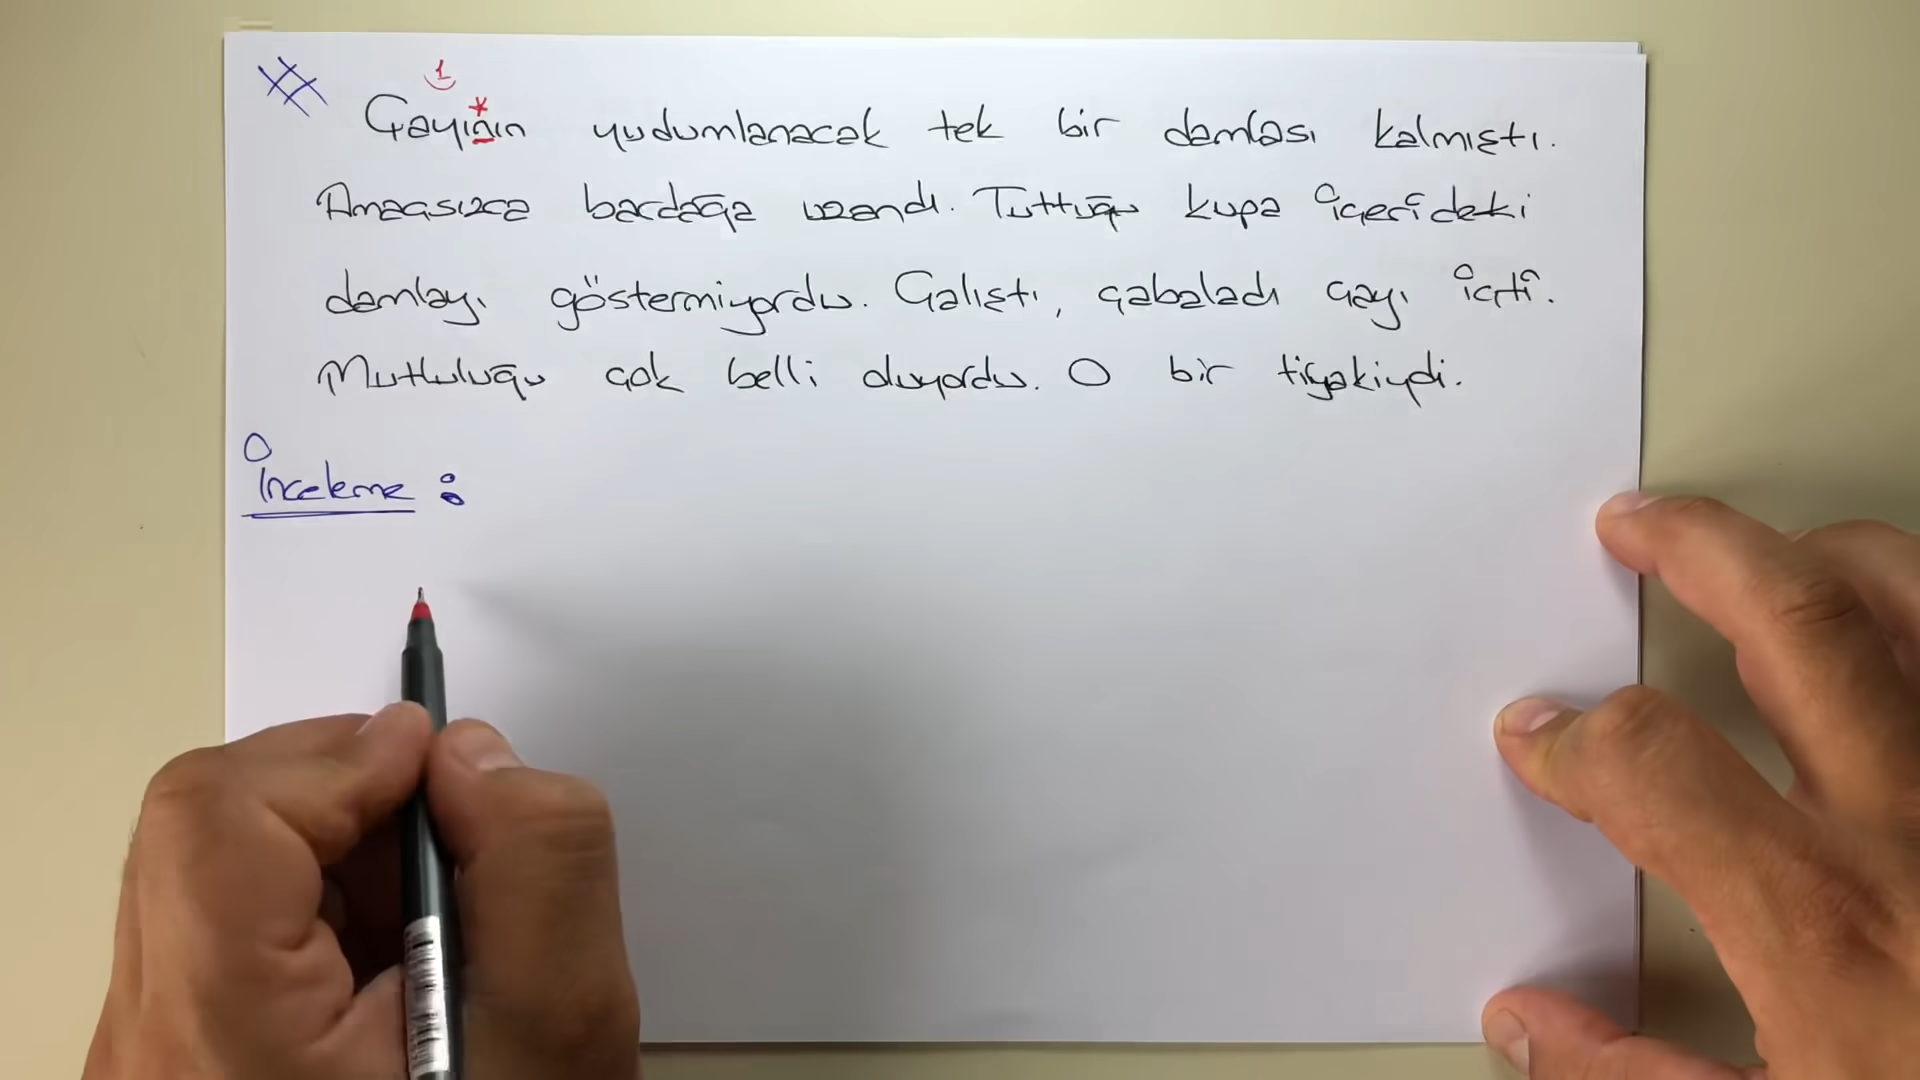 1
Çayının yudumlanacak tek bir damlası kalmıştı.
Amaçsızca bardağa uzandı. Tuttuğu kupa içerideki
damlayı göstermiyordu. Çalıştı, çabaladı çayı içti.
Mutluluğu çok belli oluyordu. O bir tiryakiydi.
İnceleme :